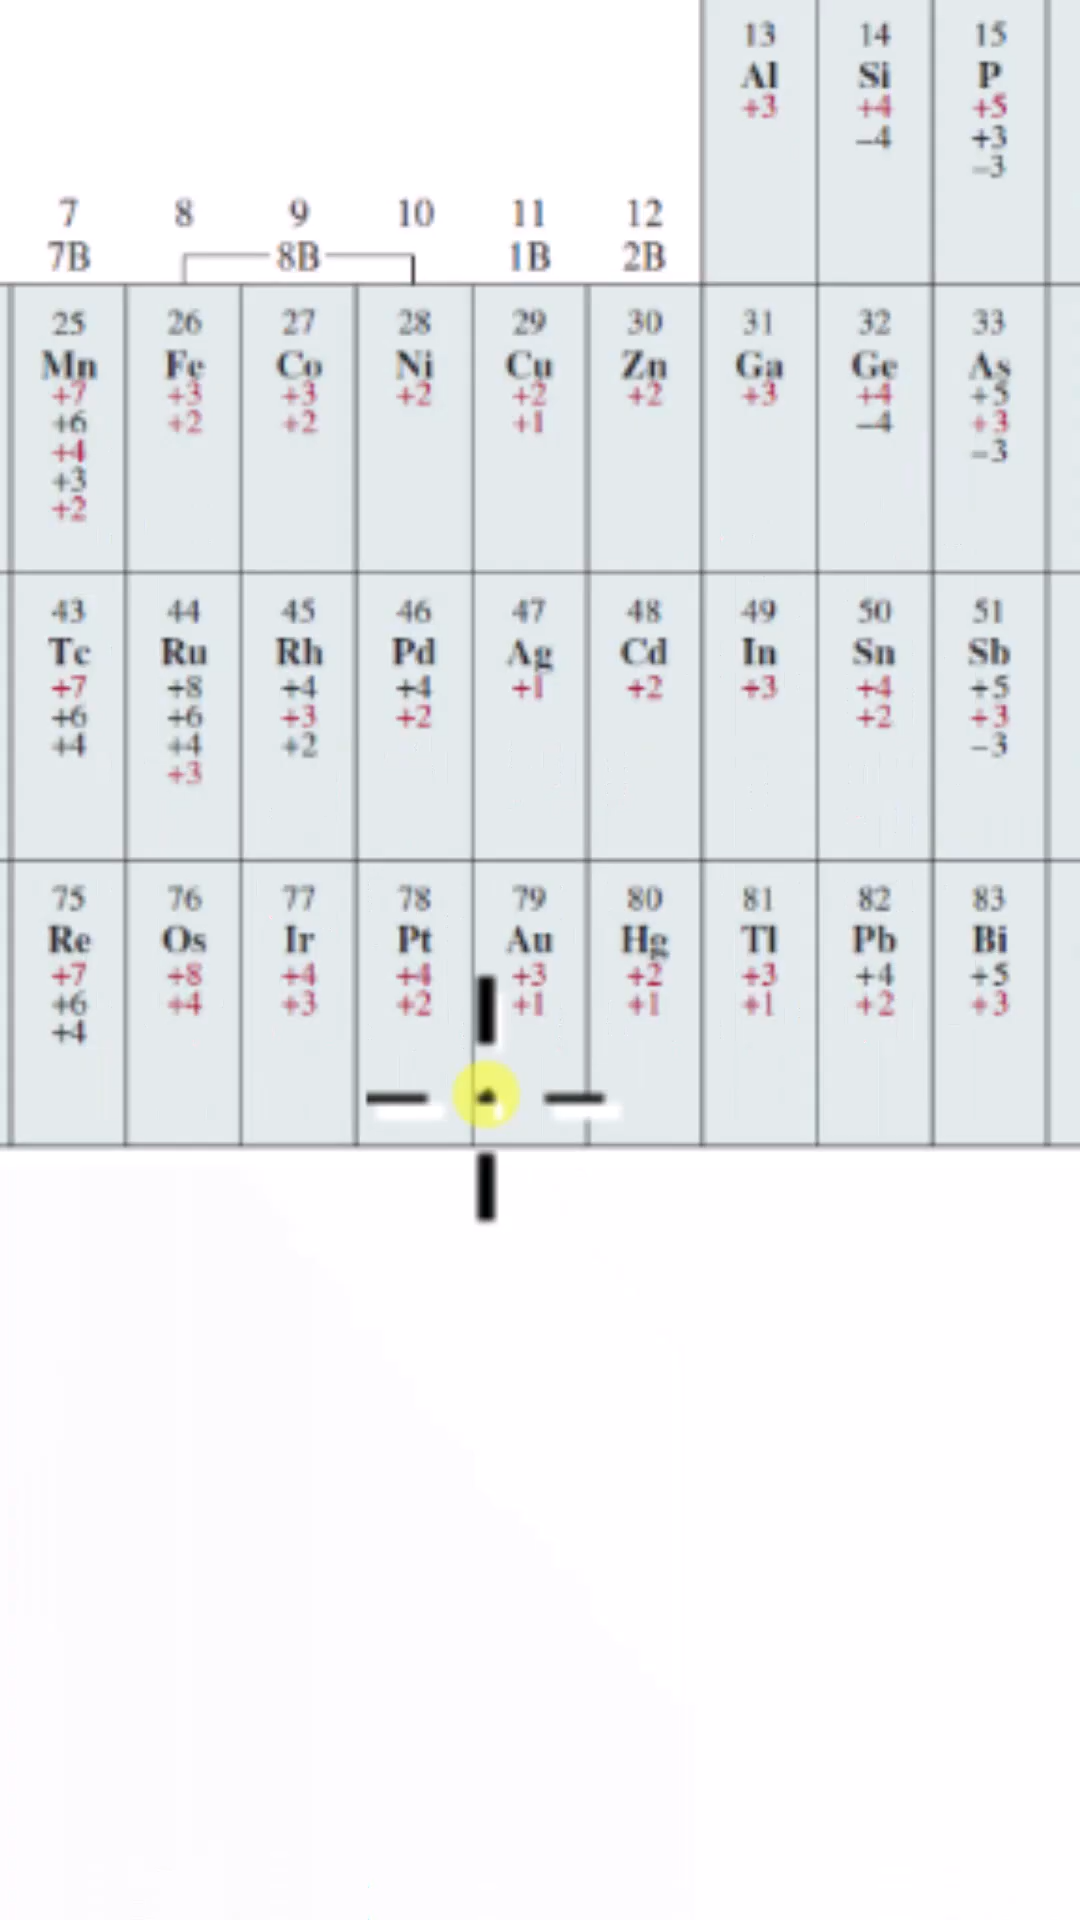 13 14 15
Al Si P
+3 +4 +5
–4 +3
–3
7 8 9 10 11 12
7B 8B 1B 2B
25 26 27 28 29 30 31 32 33
Mn Fe Co Ni Cu Zn Ga Ge As
+7 +3 +3 +2 +2 +2 +3 +4 +5
+6 +2 +2 +1 –4 +3
+4 –3
+3
+2
43 44 45 46 47 48 49 50 51
Tc Ru Rh Pd Ag Cd In Sn Sb
+7 +8 +4 +4 +1 +2 +3 +4 +5
+6 +6 +3 +2 +2 +3
+4 +4 +2 –3
+3
75 76 77 78 79 80 81 82 83
Re Os Ir Pt Au Hg Tl Pb Bi
+7 +8 +4 +4 +3 +2 +3 +4 +5
+6 +4 +3 +2 +1 +1 +1 +2 +3
+4